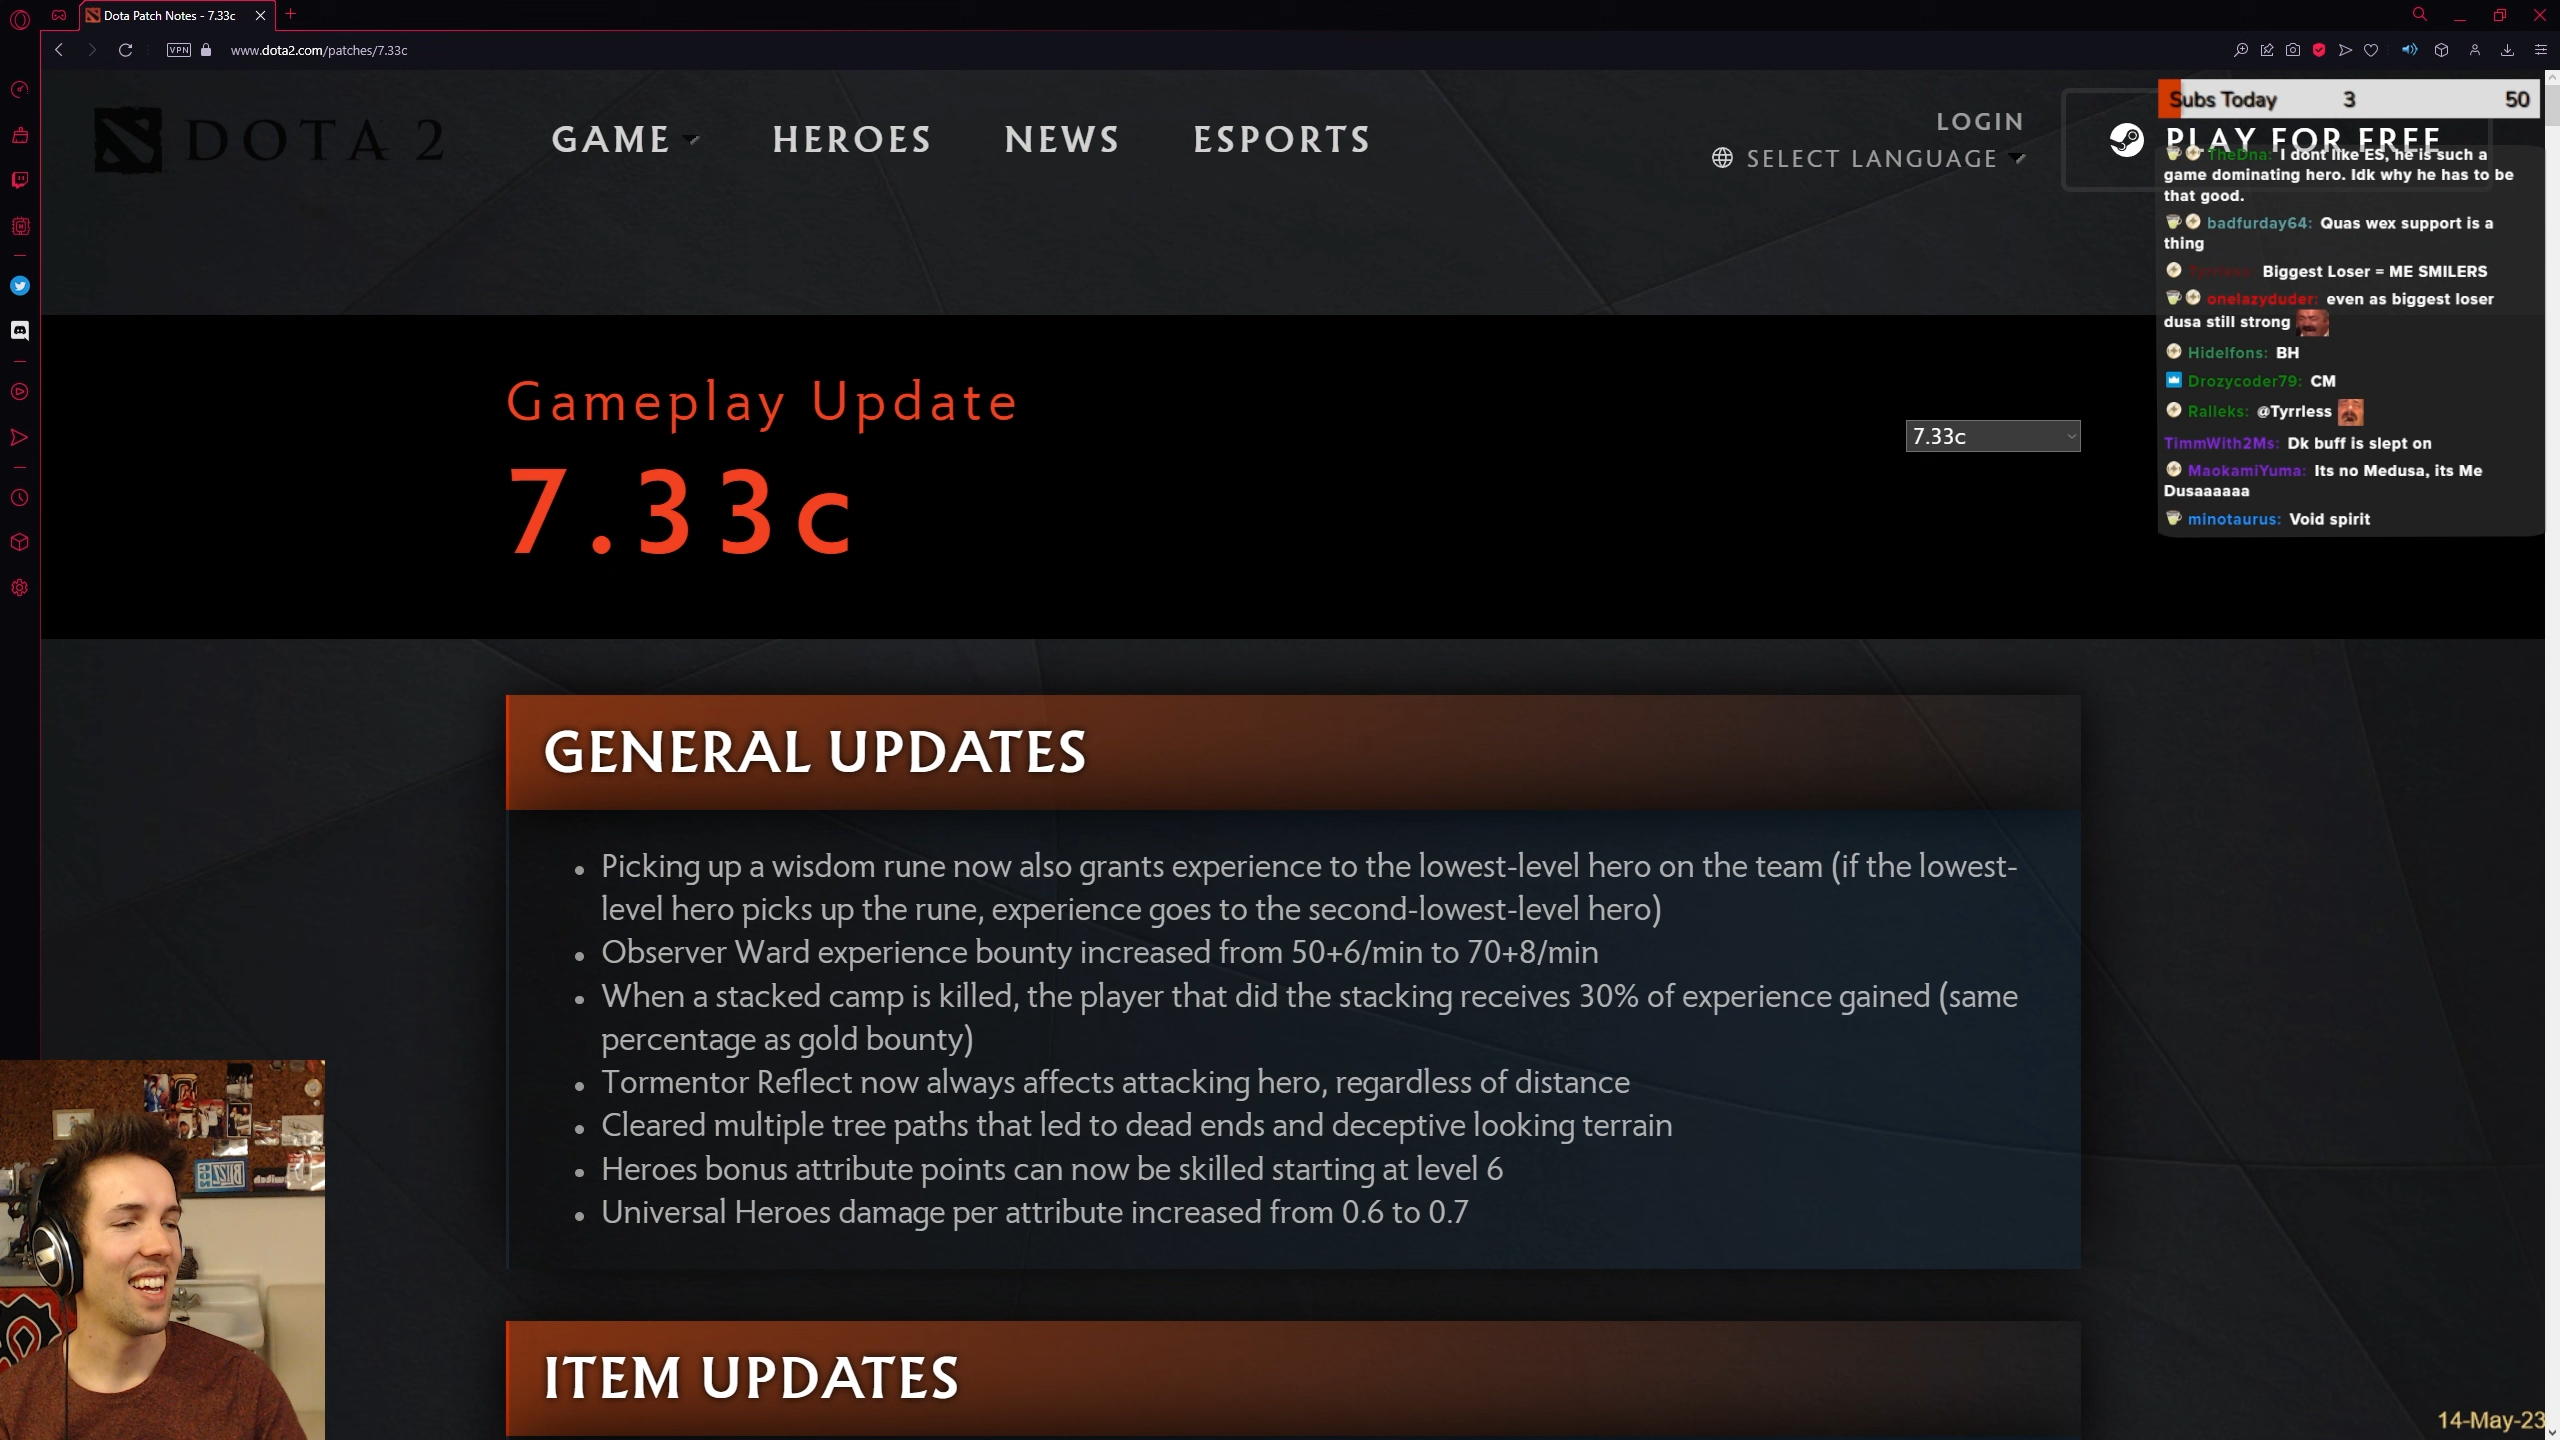 Dota Patch Notes - 7.33c
VPN
www.dota2.com/patches/7.33c
DOTA 2
GAME
HEROES
NEWS
ESPORTS
LOGIN
SELECT LANGUAGE
PLAY FOR FREE
Subs Today 3 50
TheDna: I dont like ES, he is such a
game dominating hero. Idk why he has to be
that good.
badfurday64: Quas wex support is a
thing
Tyrrless: Biggest Loser = ME SMILERS
onelazyduder: even as biggest loser
dusa still strong
Hidelfons: BH
Drozycoder79: CM
Ralleks: @Tyrrless
TimmWith2Ms: Dk buff is slept on
MaokamiYuma: Its no Medusa, its Me
Dusaaaaaa
minotaurus: Void spirit
Gameplay Update
7.33c
7.33c
GENERAL UPDATES
• Picking up a wisdom rune now also grants experience to the lowest-level hero on the team (if the lowest-
level hero picks up the rune, experience goes to the second-lowest-level hero)
• Observer Ward experience bounty increased from 50+6/min to 70+8/min
• When a stacked camp is killed, the player that did the stacking receives 30% of experience gained (same
percentage as gold bounty)
• Tormentor Reflect now always affects attacking hero, regardless of distance
• Cleared multiple tree paths that led to dead ends and deceptive looking terrain
• Heroes bonus attribute points can now be skilled starting at level 6
• Universal Heroes damage per attribute increased from 0.6 to 0.7
ITEM UPDATES
14-May-23